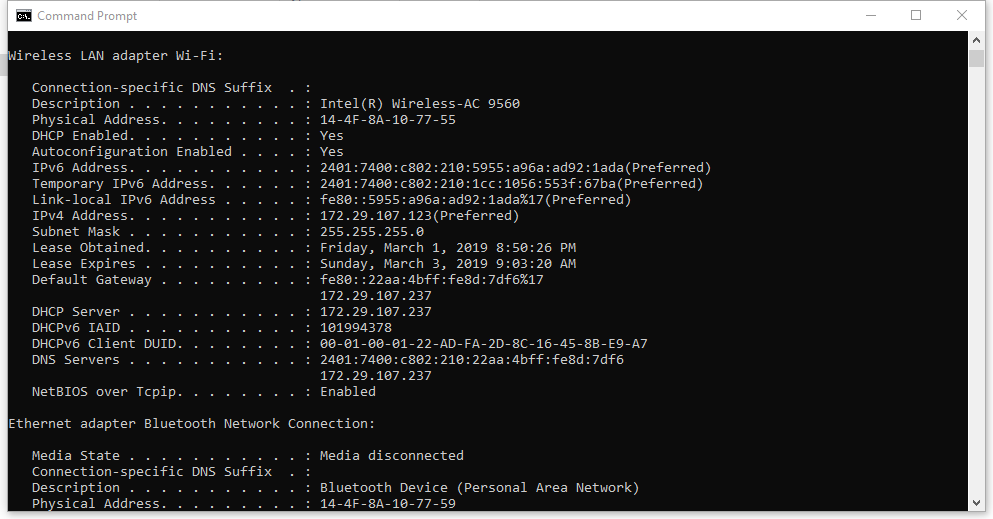 Command Prompt
Wireless LAN adapter Wi-Fi:
Connection-specific DNS Suffix . :
Description . . . . . . . . . . . : Intel(R) Wireless-AC 9560
Physical Address. . . . . . . . . : 14-4F-8A-10-77-55
DHCP Enabled. . . . . . . . . . . : Yes
Autoconfiguration Enabled . . . . : Yes
IPv6 Address. . . . . . . . . . . : 2401:7400:c802:210:5955:a96a:ad92:1ada(Preferred)
Temporary IPv6 Address. . . . . . : 2401:7400:c802:210:1cc:1056:553f:67ba(Preferred)
Link-local IPv6 Address . . . . . : fe80::5955:a96a:ad92:1ada%17(Preferred)
IPv4 Address. . . . . . . . . . . : 172.29.107.123(Preferred)
Subnet Mask . . . . . . . . . . . : 255.255.255.0
Lease Obtained. . . . . . . . . . : Friday, March 1, 2019 8:50:26 PM
Lease Expires . . . . . . . . . . : Sunday, March 3, 2019 9:03:20 AM
Default Gateway . . . . . . . . . : fe80::22aa:4bff:fe8d:7df6%17
172.29.107.237
DHCP Server . . . . . . . . . . . : 172.29.107.237
DHCPv6 IAID . . . . . . . . . . . : 101994378
DHCPv6 Client DUID. . . . . . . . : 00-01-00-01-22-AD-FA-2D-8C-16-45-8B-E9-A7
DNS Servers . . . . . . . . . . . : 2401:7400:c802:210:22aa:4bff:fe8d:7df6
172.29.107.237
NetBIOS over Tcpip. . . . . . . . : Enabled
Ethernet adapter Bluetooth Network Connection:
Media State . . . . . . . . . . . : Media disconnected
Connection-specific DNS Suffix . :
Description . . . . . . . . . . . : Bluetooth Device (Personal Area Network)
Physical Address. . . . . . . . . : 14-4F-8A-10-77-59